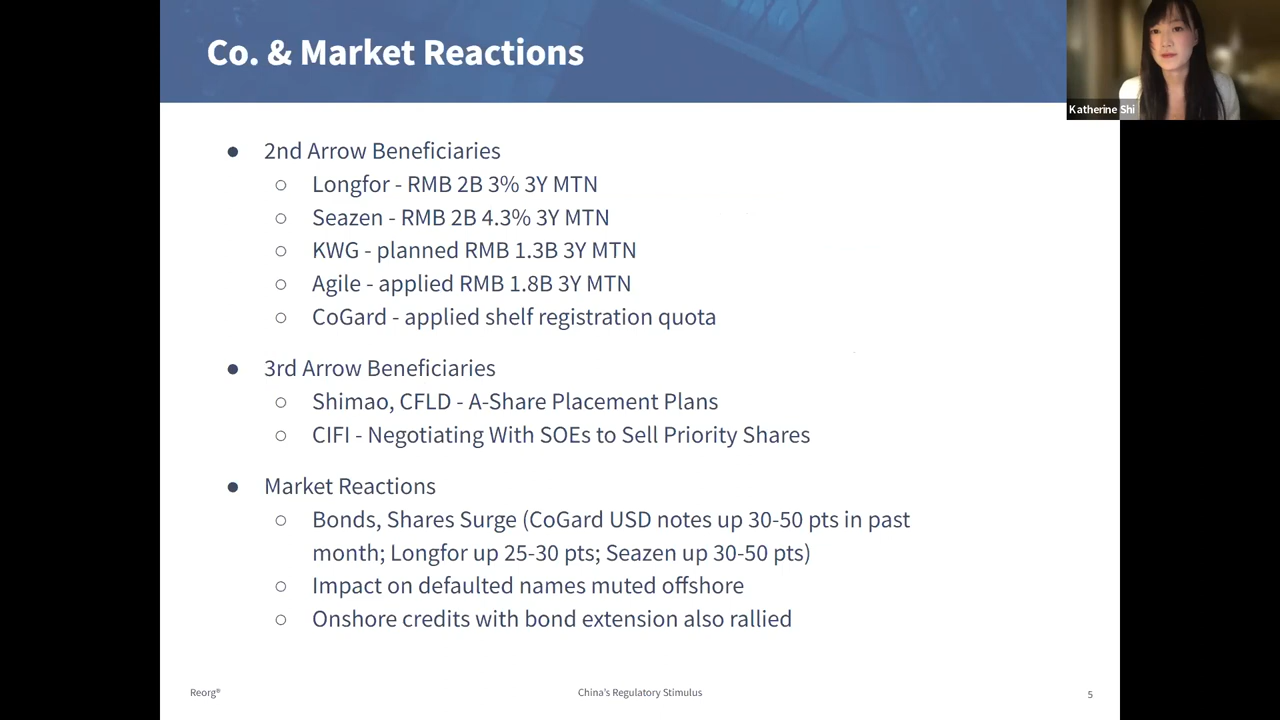 Co. & Market Reactions
Katherine Shi
● 2nd Arrow Beneficiaries
○ Longfor - RMB 2B 3% 3Y MTN
○ Seazen - RMB 2B 4.3% 3Y MTN
○ KWG - planned RMB 1.3B 3Y MTN
○ Agile - applied RMB 1.8B 3Y MTN
○ CoGard - applied shelf registration quota
● 3rd Arrow Beneficiaries
○ Shimao, CFLD - A-Share Placement Plans
○ CIFI - Negotiating With SOEs to Sell Priority Shares
● Market Reactions
○ Bonds, Shares Surge (CoGard USD notes up 30-50 pts in past
month; Longfor up 25-30 pts; Seazen up 30-50 pts)
○ Impact on defaulted names muted offshore
○ Onshore credits with bond extension also rallied
Reorg®
China's Regulatory Stimulus
5